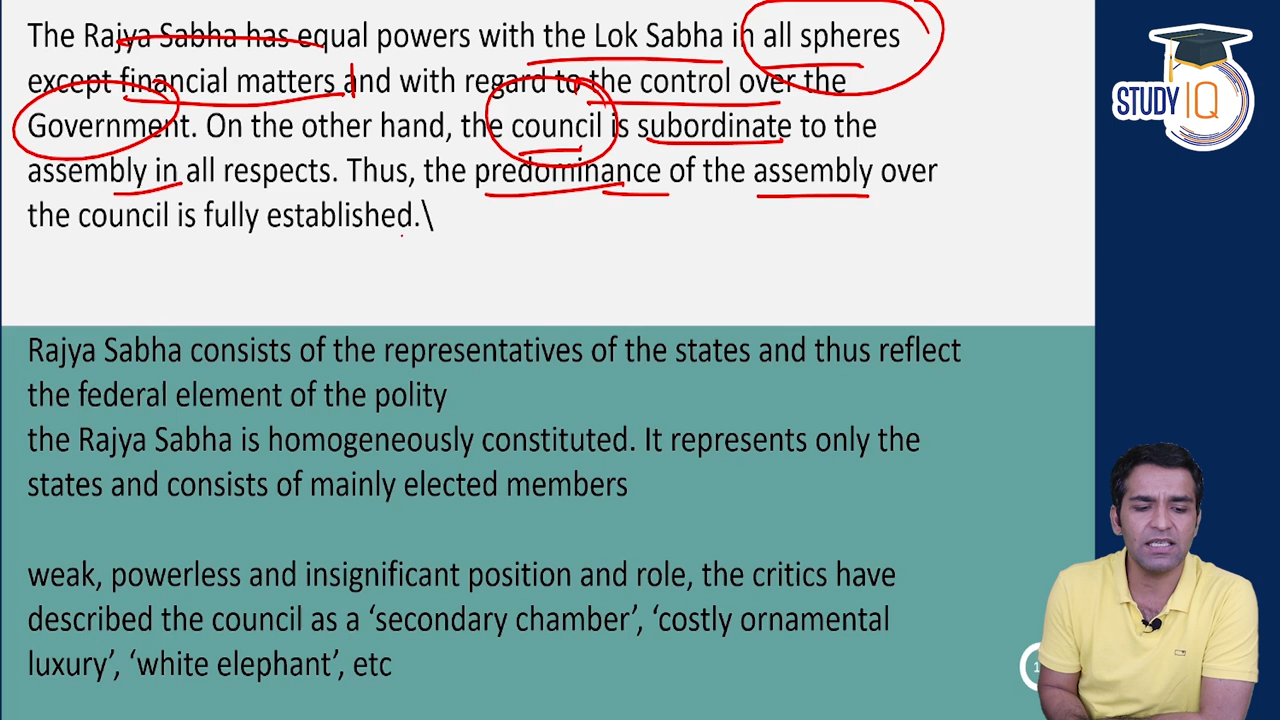 The Rajya Sabha has equal powers with the Lok Sabha in all spheres
except financial matters and with regard to the control over the
Government. On the other hand, the council is subordinate to the
assembly in all respects. Thus, the predominance of the assembly over
the council is fully established.\
STUDY IQ
Rajya Sabha consists of the representatives of the states and thus reflect
the federal element of the polity
the Rajya Sabha is homogeneously constituted. It represents only the
states and consists of mainly elected members
weak, powerless and insignificant position and role, the critics have
described the council as a ‘secondary chamber’, ‘costly ornamental
luxury’, ‘white elephant’, etc